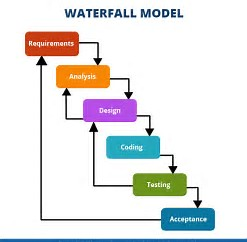 WATERFALL MODEL
Requirements
Analysis
Design
Coding
Testing
Acceptance